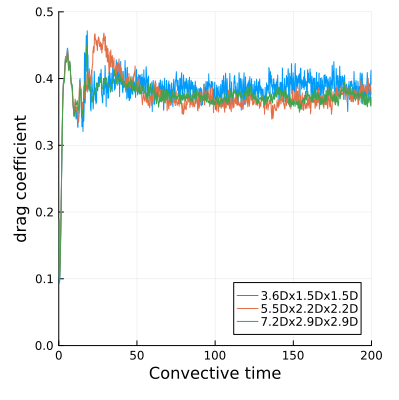 drag coefficient
0.5
0.4
0.3
0.2
0.1
0.0
3.6Dx1.5Dx1.5D
5.5Dx2.2Dx2.2D
7.2Dx2.9Dx2.9D
0 50 100 150 200
Convective time